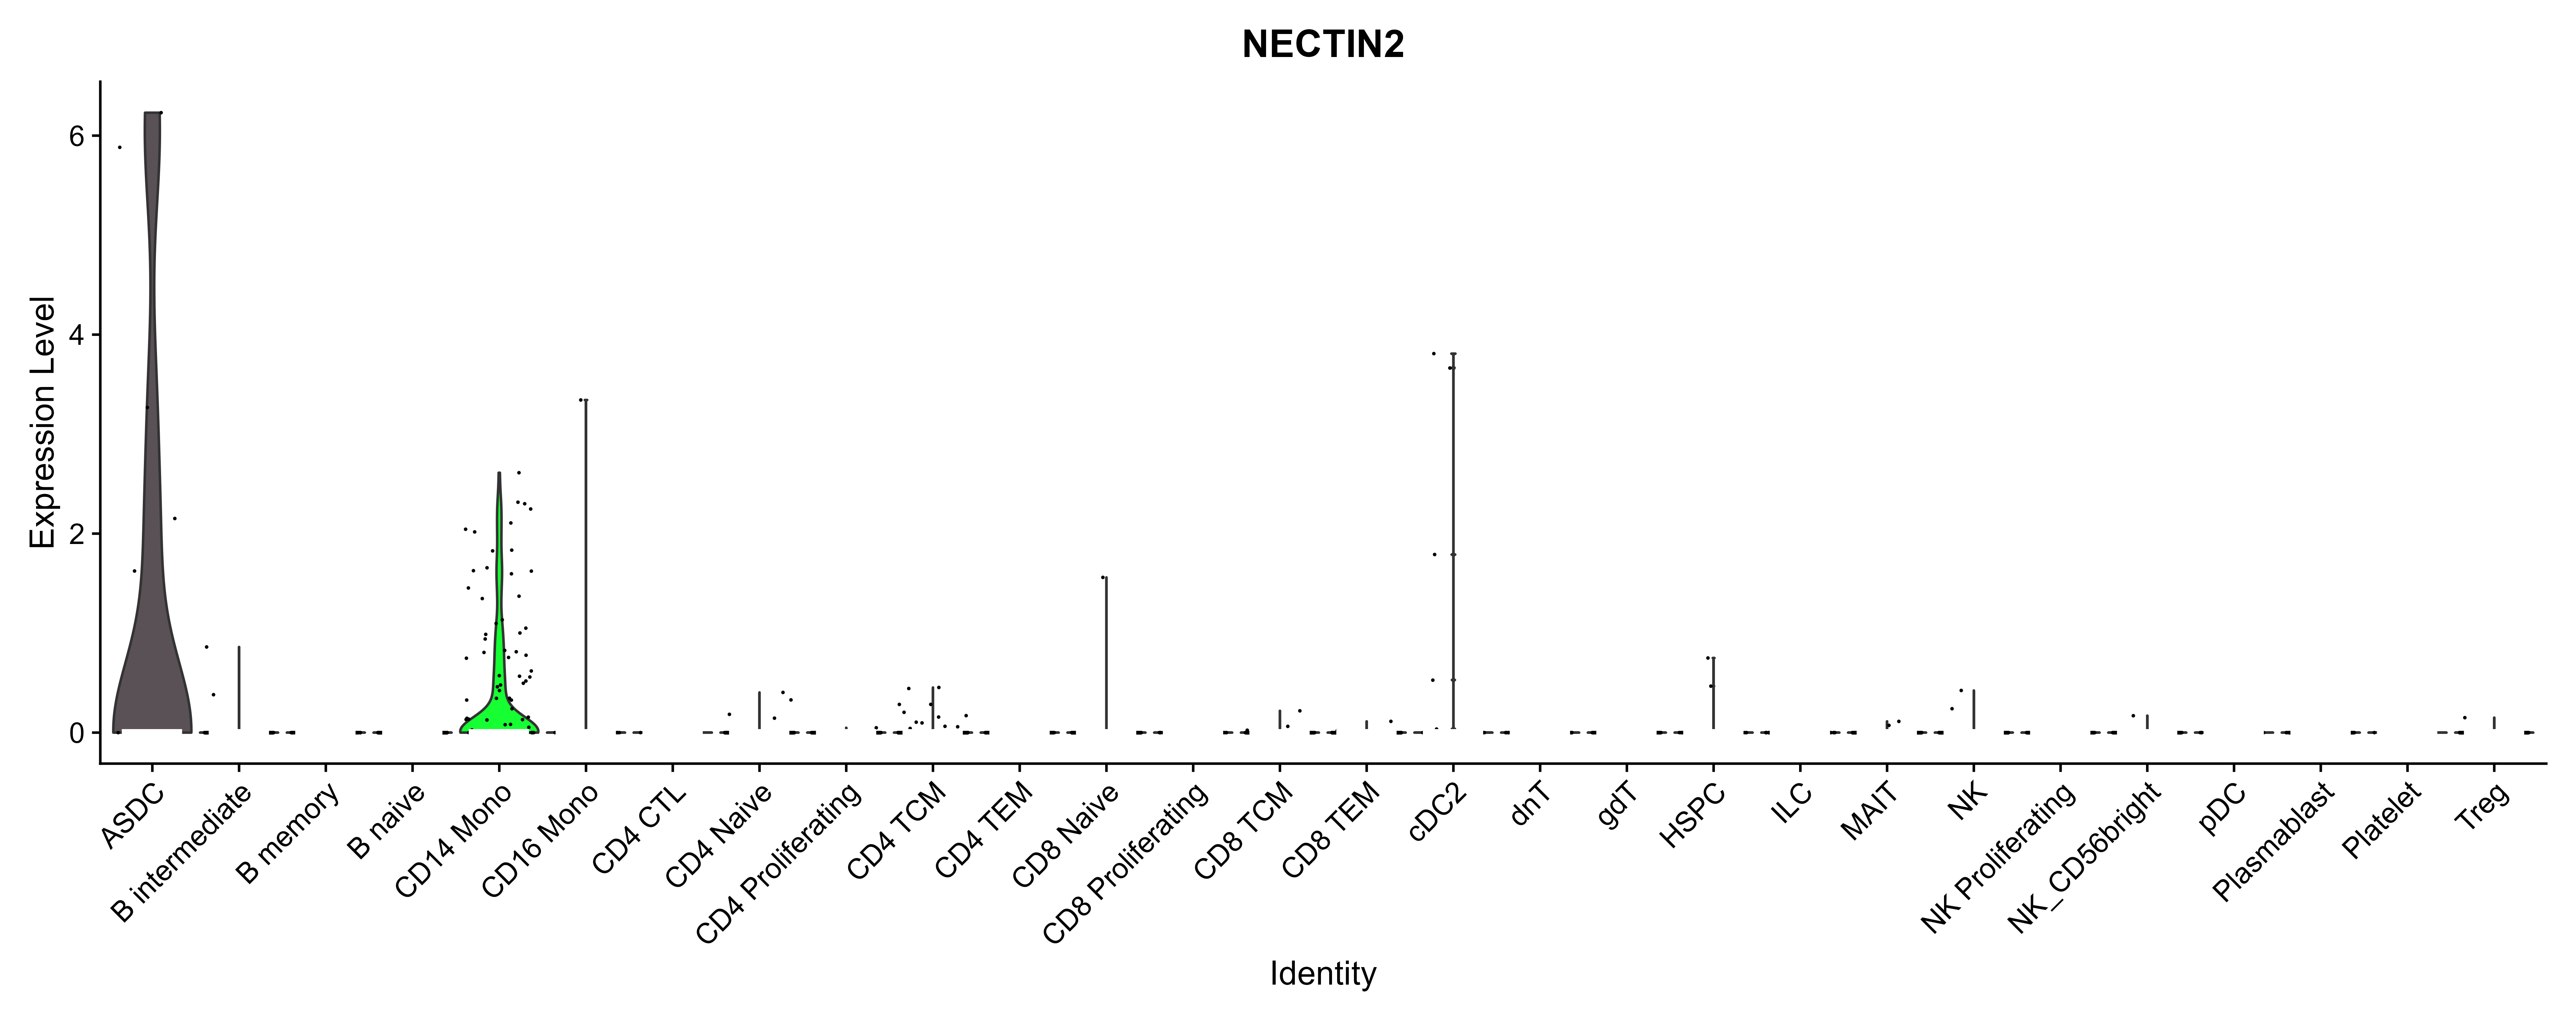 NECTIN2
Expression Level
6
4
2
0
ASDC
B intermediate
B memory
B naive
CD14 Mono
CD16 Mono
CD4 CTL
CD4 Naive
CD4 Proliferating
CD4 TCM
CD4 TEM
CD8 Naive
CD8 Proliferating
CD8 TCM
CD8 TEM
cDC2
dnT
gdT
HSPC
ILC
MAIT
NK
NK Proliferating
NK_CD56bright
pDC
Plasmablast
Platelet
Treg
Identity